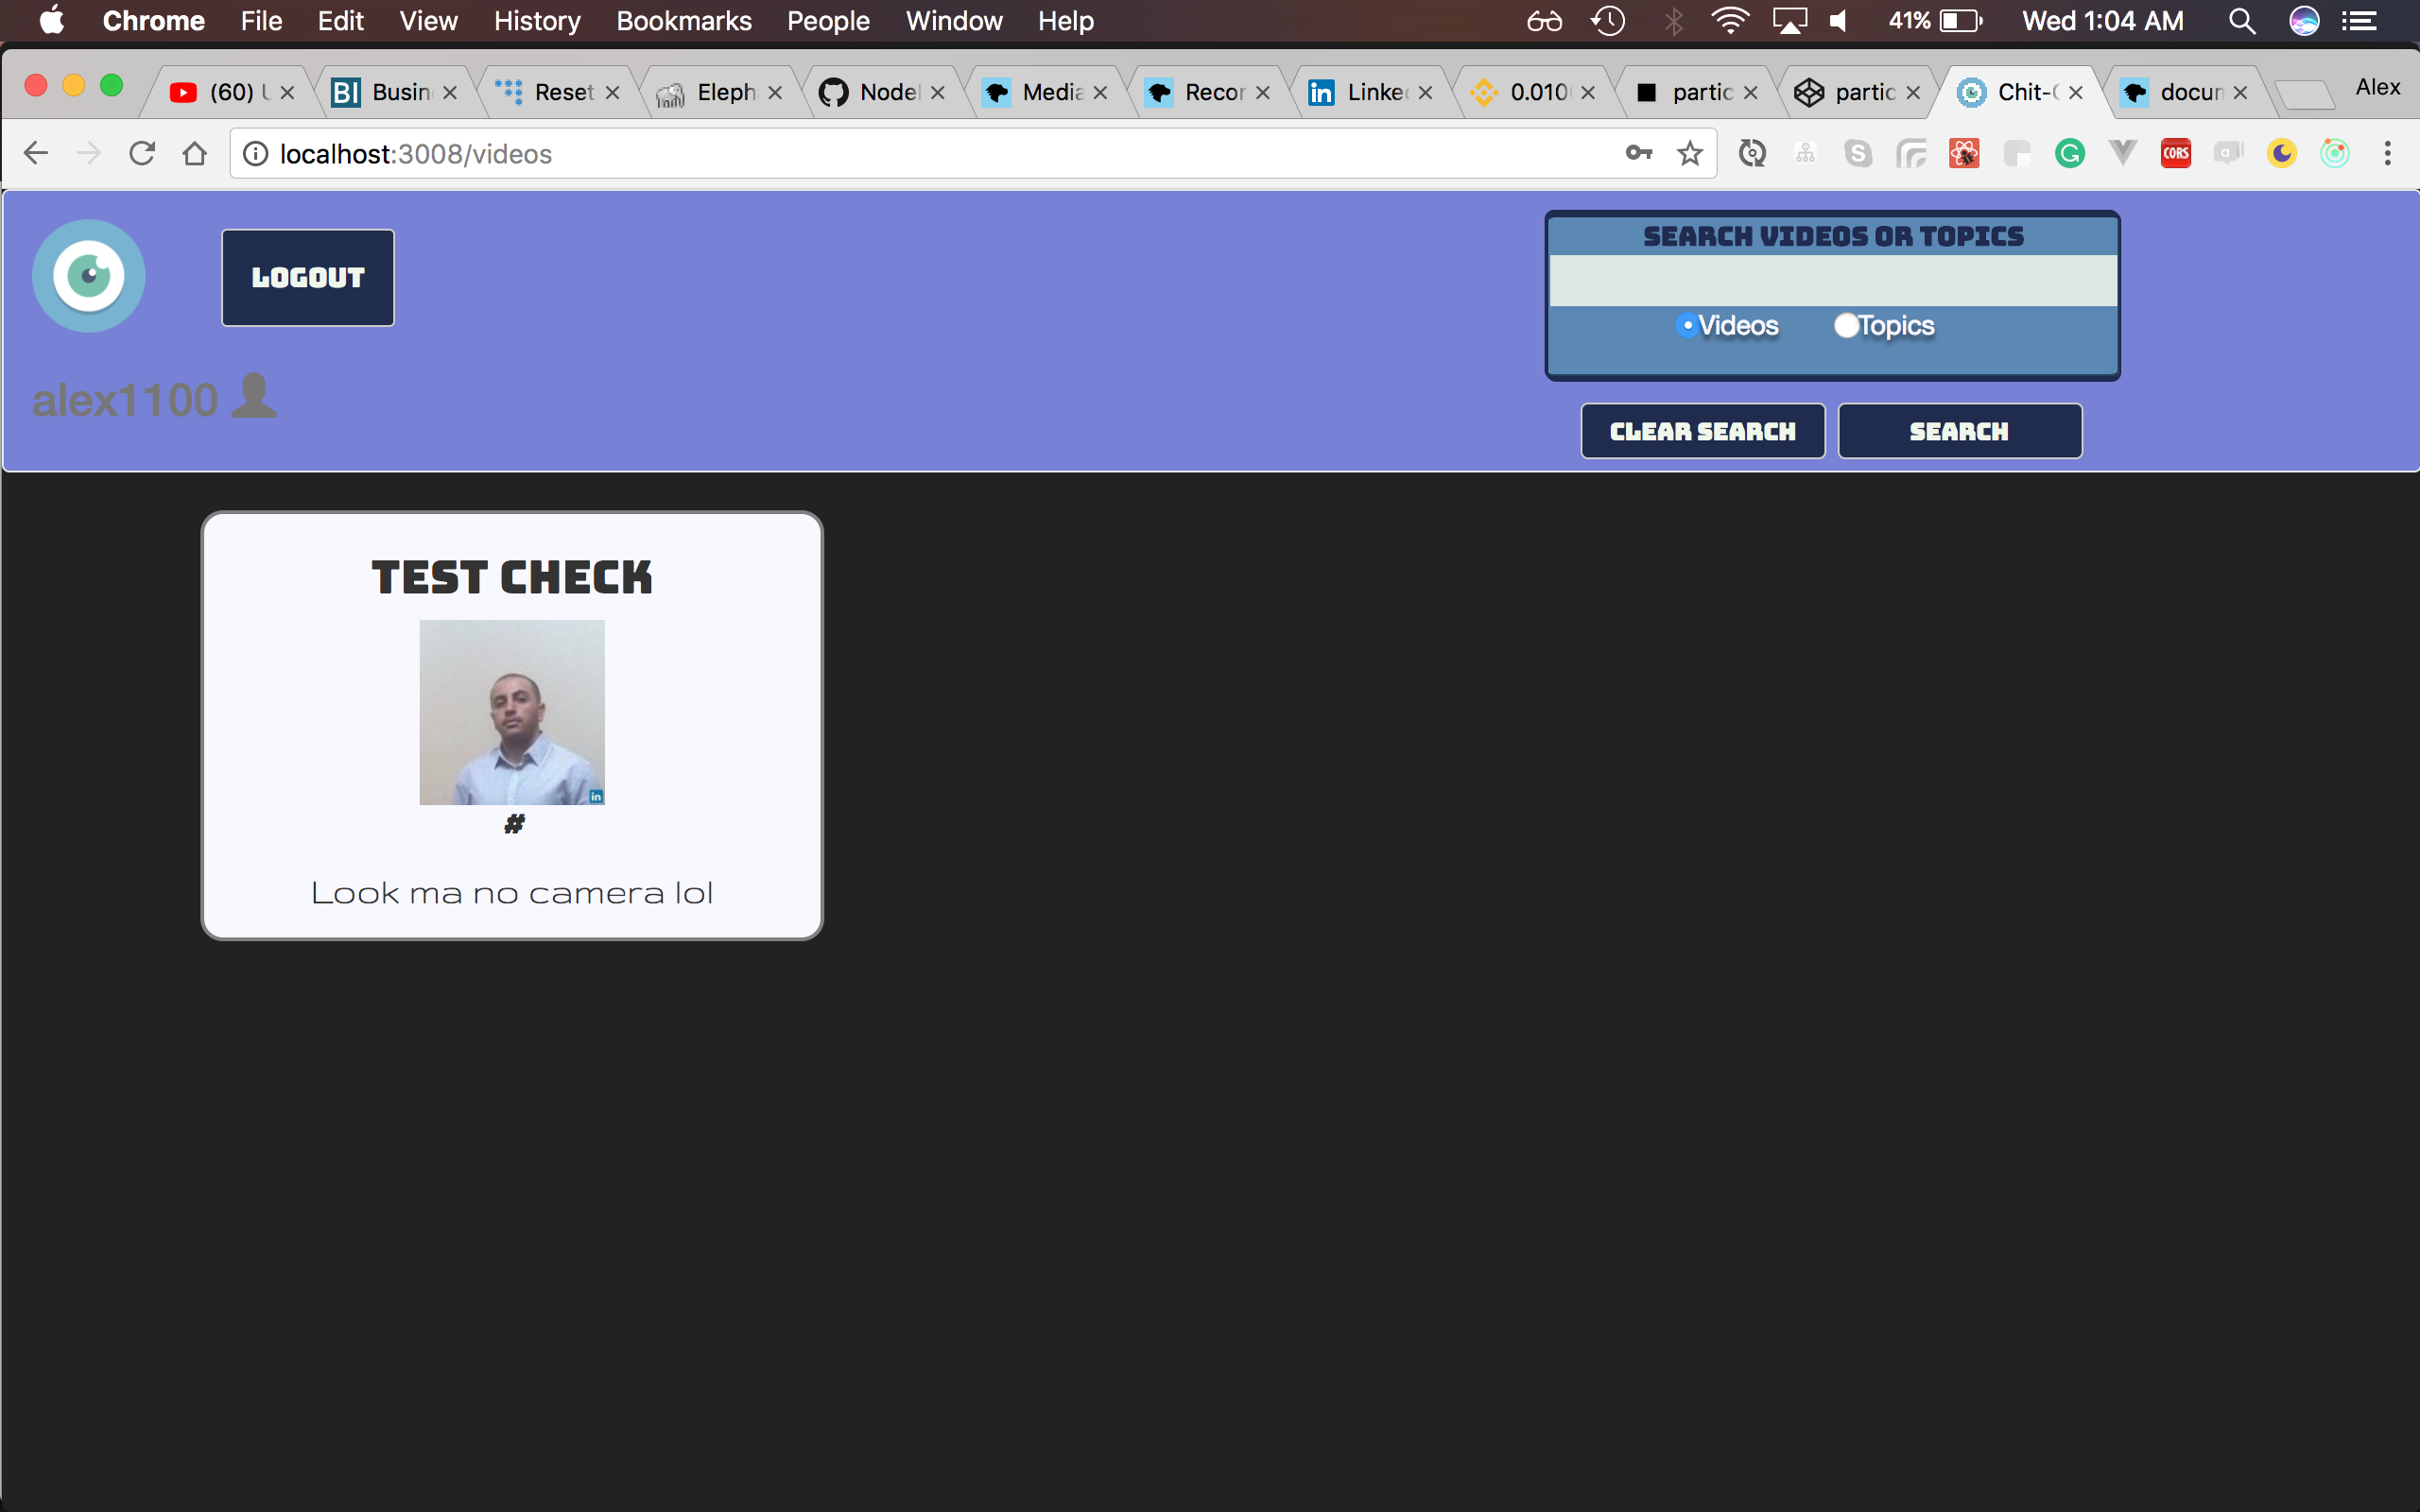 Chrome File Edit View History Bookmarks People Window Help 41% Wed 1:04 AM
(60) Busin Reset Eleph Node Media Recor Linke 0.010 partic partic Chit- docum Alex
localhost:3008/videos
LOGOUT
SEARCH VIDEOS OR TOPICS
Videos Topics
alex1100
CLEAR SEARCH SEARCH
TEST CHECK
in
#
Look ma no camera lol